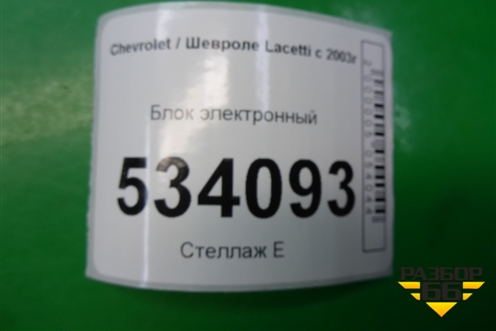 Chevrolet / Шевроле Lacetti с 2003г
Блок электронный
534093
Стеллаж Е
РАЗБОР
66